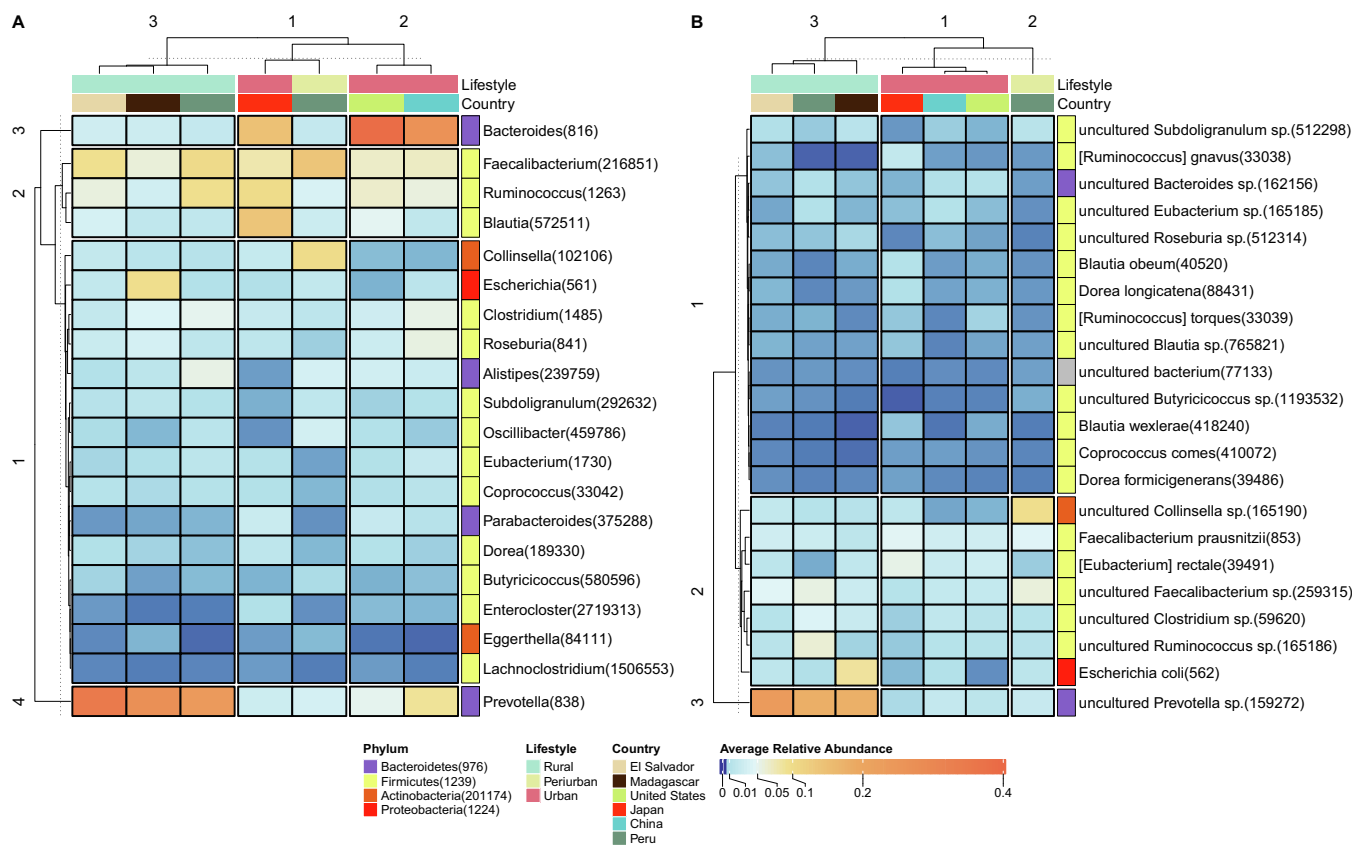 A
3
1
2
Lifestyle
Country
3
Bacteroides(816)
2
Faecalibacterium(216851)
Ruminococcus(1263)
Blautia(572511)
1
Collinsella(102106)
Escherichia(561)
Clostridium(1485)
Roseburia(841)
Alistipes(239759)
Subdoligranulum(292632)
Oscillibacter(459786)
Eubacterium(1730)
Coprococcus(33042)
Parabacteroides(375288)
Dorea(189330)
Butyricicoccus(580596)
Enterocloster(2719313)
Eggerthella(84111)
Lachnoclostridium(1506553)
4
Prevotella(838)
B
3
1
2
Lifestyle
Country
1
uncultured Subdoligranulum sp.(512298)
[Ruminococcus] gnavus(33038)
uncultured Bacteroides sp.(162156)
uncultured Eubacterium sp.(165185)
uncultured Roseburia sp.(512314)
Blautia obeum(40520)
Dorea longicatena(88431)
[Ruminococcus] torques(33039)
uncultured Blautia sp.(765821)
uncultured bacterium(77133)
uncultured Butyricicoccus sp.(1193532)
Blautia wexlerae(418240)
Coprococcus comes(410072)
Dorea formicigenerans(39486)
2
uncultured Collinsella sp.(165190)
Faecalibacterium prausnitzii(853)
[Eubacterium] rectale(39491)
uncultured Faecalibacterium sp.(259315)
uncultured Clostridium sp.(59620)
uncultured Ruminococcus sp.(165186)
Escherichia coli(562)
3
uncultured Prevotella sp.(159272)
Phylum
Bacteroidetes(976)
Firmicutes(1239)
Actinobacteria(201174)
Proteobacteria(1224)
Lifestyle
Rural
Periurban
Urban
Country
El Salvador
Madagascar
United States
Japan
China
Peru
Average Relative Abundance
0 0.01 0.05 0.1 0.2 0.4